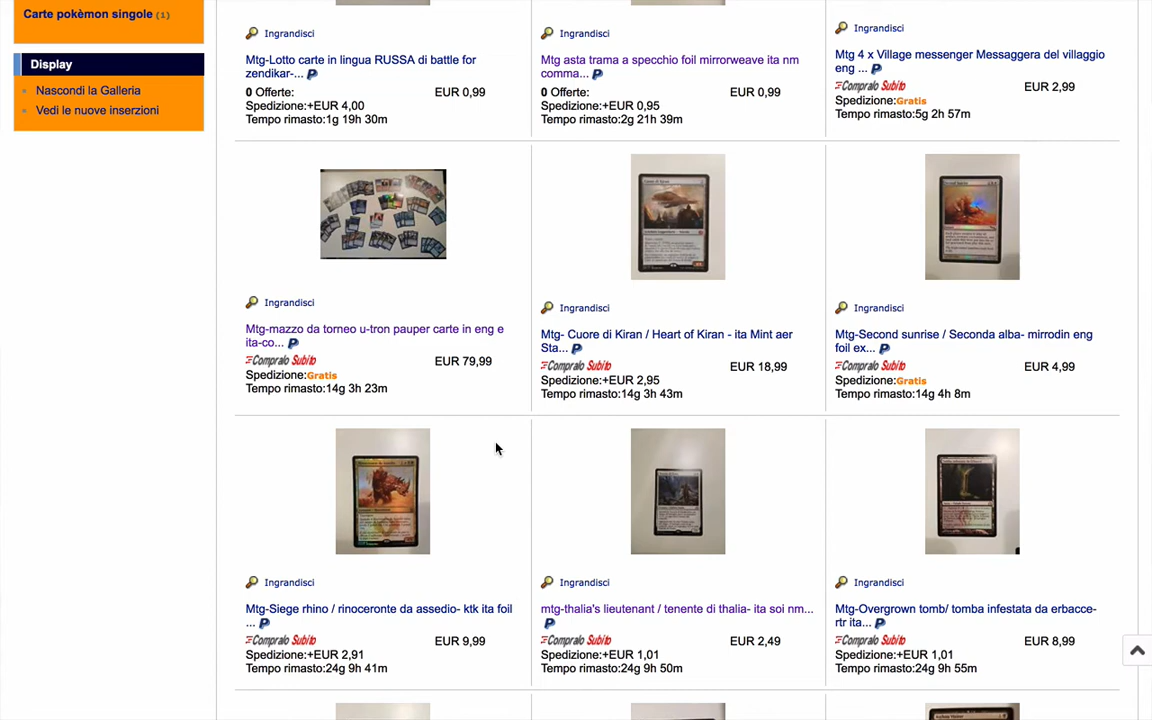 Carte pokèmon singole (1)
Display
Nascondi la Galleria
Vedi le nuove inserzioni
Ingrandisci
Mtg-Lotto carte in lingua RUSSA di battle for
zendikar-... P
0 Offerte: EUR 0,99
Spedizione:+EUR 4,00
Tempo rimasto:1g 19h 30m
Ingrandisci
Mtg asta trama a specchio foil mirrorweave ita nm
comma... P
0 Offerte: EUR 0,99
Spedizione:+EUR 0,95
Tempo rimasto:2g 21h 39m
Ingrandisci
Mtg 4 x Village messenger Messaggera del villaggio
eng ... P
Compralo Subito EUR 2,99
Spedizione:Gratis
Tempo rimasto:5g 2h 57m
Ingrandisci
Mtg-mazzo da torneo u-tron pauper carte in eng e
ita-co... P
Compralo Subito EUR 79,99
Spedizione:Gratis
Tempo rimasto:14g 3h 23m
Ingrandisci
Mtg- Cuore di Kiran / Heart of Kiran - ita Mint aer
Sta... P
Compralo Subito EUR 18,99
Spedizione:+EUR 2,95
Tempo rimasto:14g 3h 43m
Ingrandisci
Mtg-Second sunrise / Seconda alba- mirrodin eng
foil ex... P
Compralo Subito EUR 4,99
Spedizione:Gratis
Tempo rimasto:14g 4h 8m
Ingrandisci
Mtg-Siege rhino / rinoceronte da assedio- ktk ita foil
... P
Compralo Subito EUR 9,99
Spedizione:+EUR 2,91
Tempo rimasto:24g 9h 41m
Ingrandisci
mtg-thalia's lieutenant / tenente di thalia- ita soi nm...
P
Compralo Subito EUR 2,49
Spedizione:+EUR 1,01
Tempo rimasto:24g 9h 50m
Ingrandisci
Mtg-Overgrown tomb/ tomba infestata da erbacce-
rtr ita... P
Compralo Subito EUR 8,99
Spedizione:+EUR 1,01
Tempo rimasto:24g 9h 55m